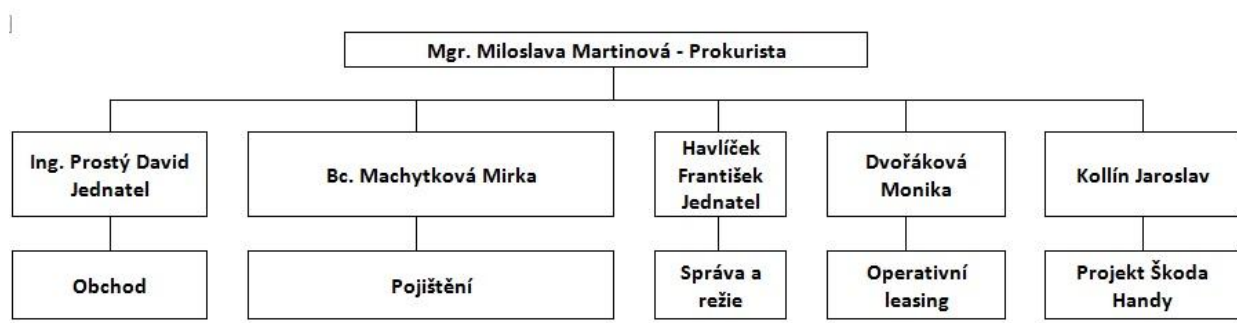 Mgr. Miloslava Martinová - Prokurista
Ing. Prostý David
Jednatel
Bc. Machytková Mirka
Havlíček
František
Jednatel
Dvořáková
Monika
Kollín Jaroslav
Obchod
Pojištění
Správa a
režie
Operativní
leasing
Projekt Škoda
Handy